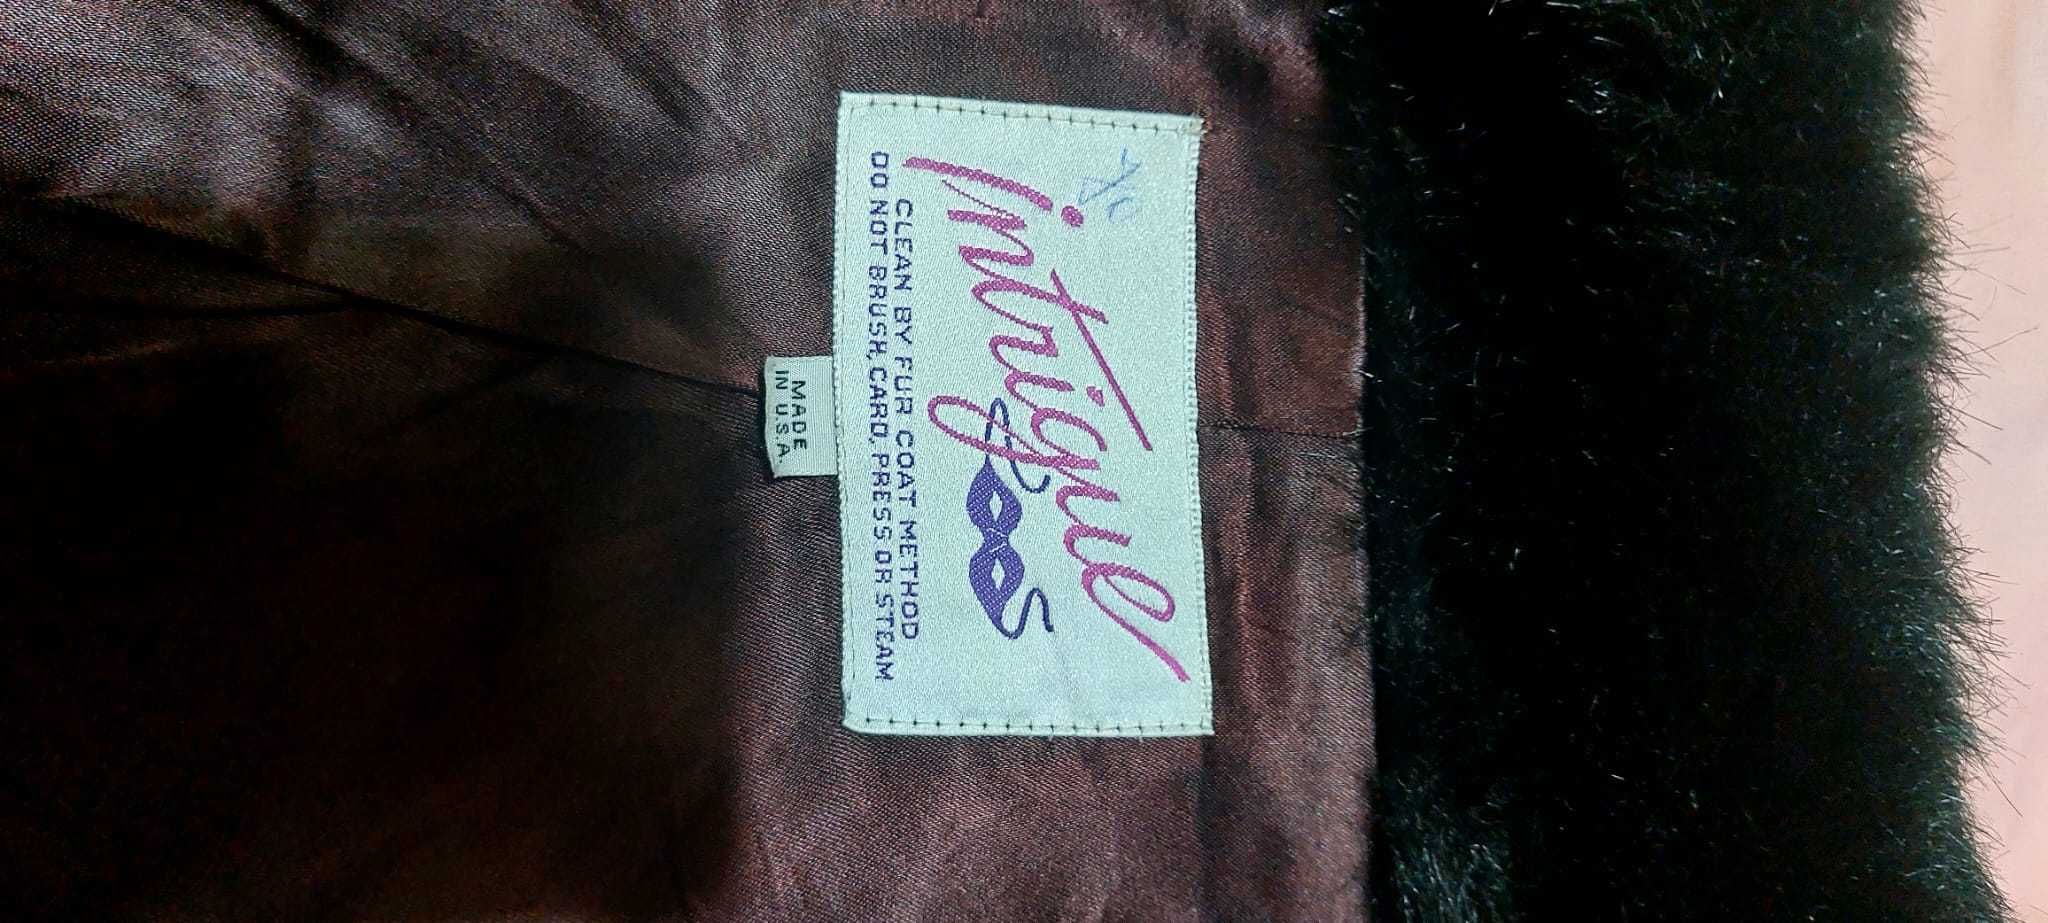 intrigue
CLEAN BY FUR COAT METHOD
DO NOT BRUSH, CARD, PRESS OR STEAM
MADE
IN U.S.A.